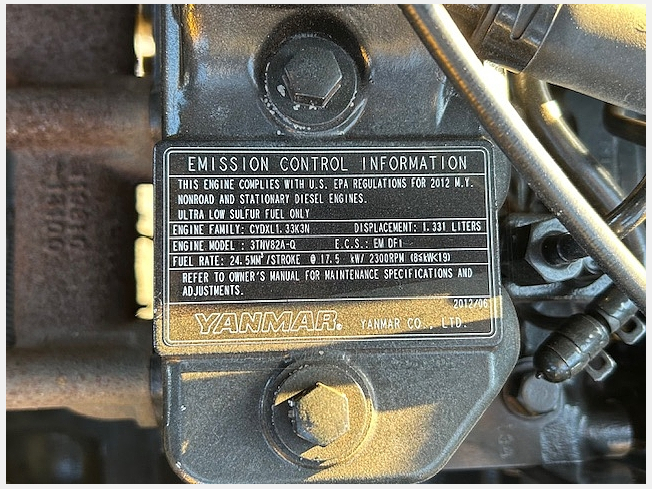 EMISSION CONTROL INFORMATION
THIS ENGINE COMPLIES WITH U.S. EPA REGULATIONS FOR 2012 M.Y.
NONROAD AND STATIONARY DIESEL ENGINES.
ULTRA LOW SULFUR FUEL ONLY
ENGINE FAMILY: CYDXL1.33K3N DISPLACEMENT: 1.331 LITERS
ENGINE MODEL : 3TNV82A-Q E.C.S.: EM DFI
FUEL RATE: 24.5MM³/STROKE @ 17.5 kW/ 2300RPM (8≤kW<19)
REFER TO OWNER'S MANUAL FOR MAINTENANCE SPECIFICATIONS AND
ADJUSTMENTS.
2012/06
YANMAR® YANMAR CO., LTD.